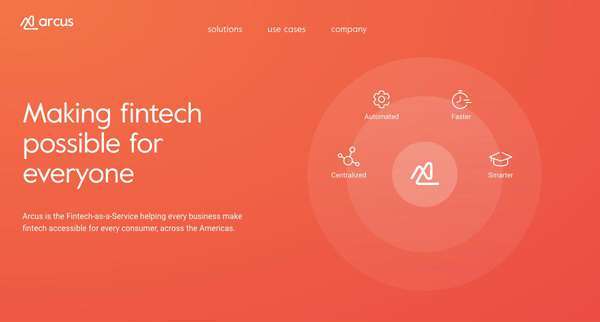 arcus
solutions
use cases
company
Making fintech
possible for
everyone
Arcus is the Fintech-as-a-Service helping every business make
fintech accessible for every consumer, across the Americas.
Automated
Faster
Centralized
Smarter